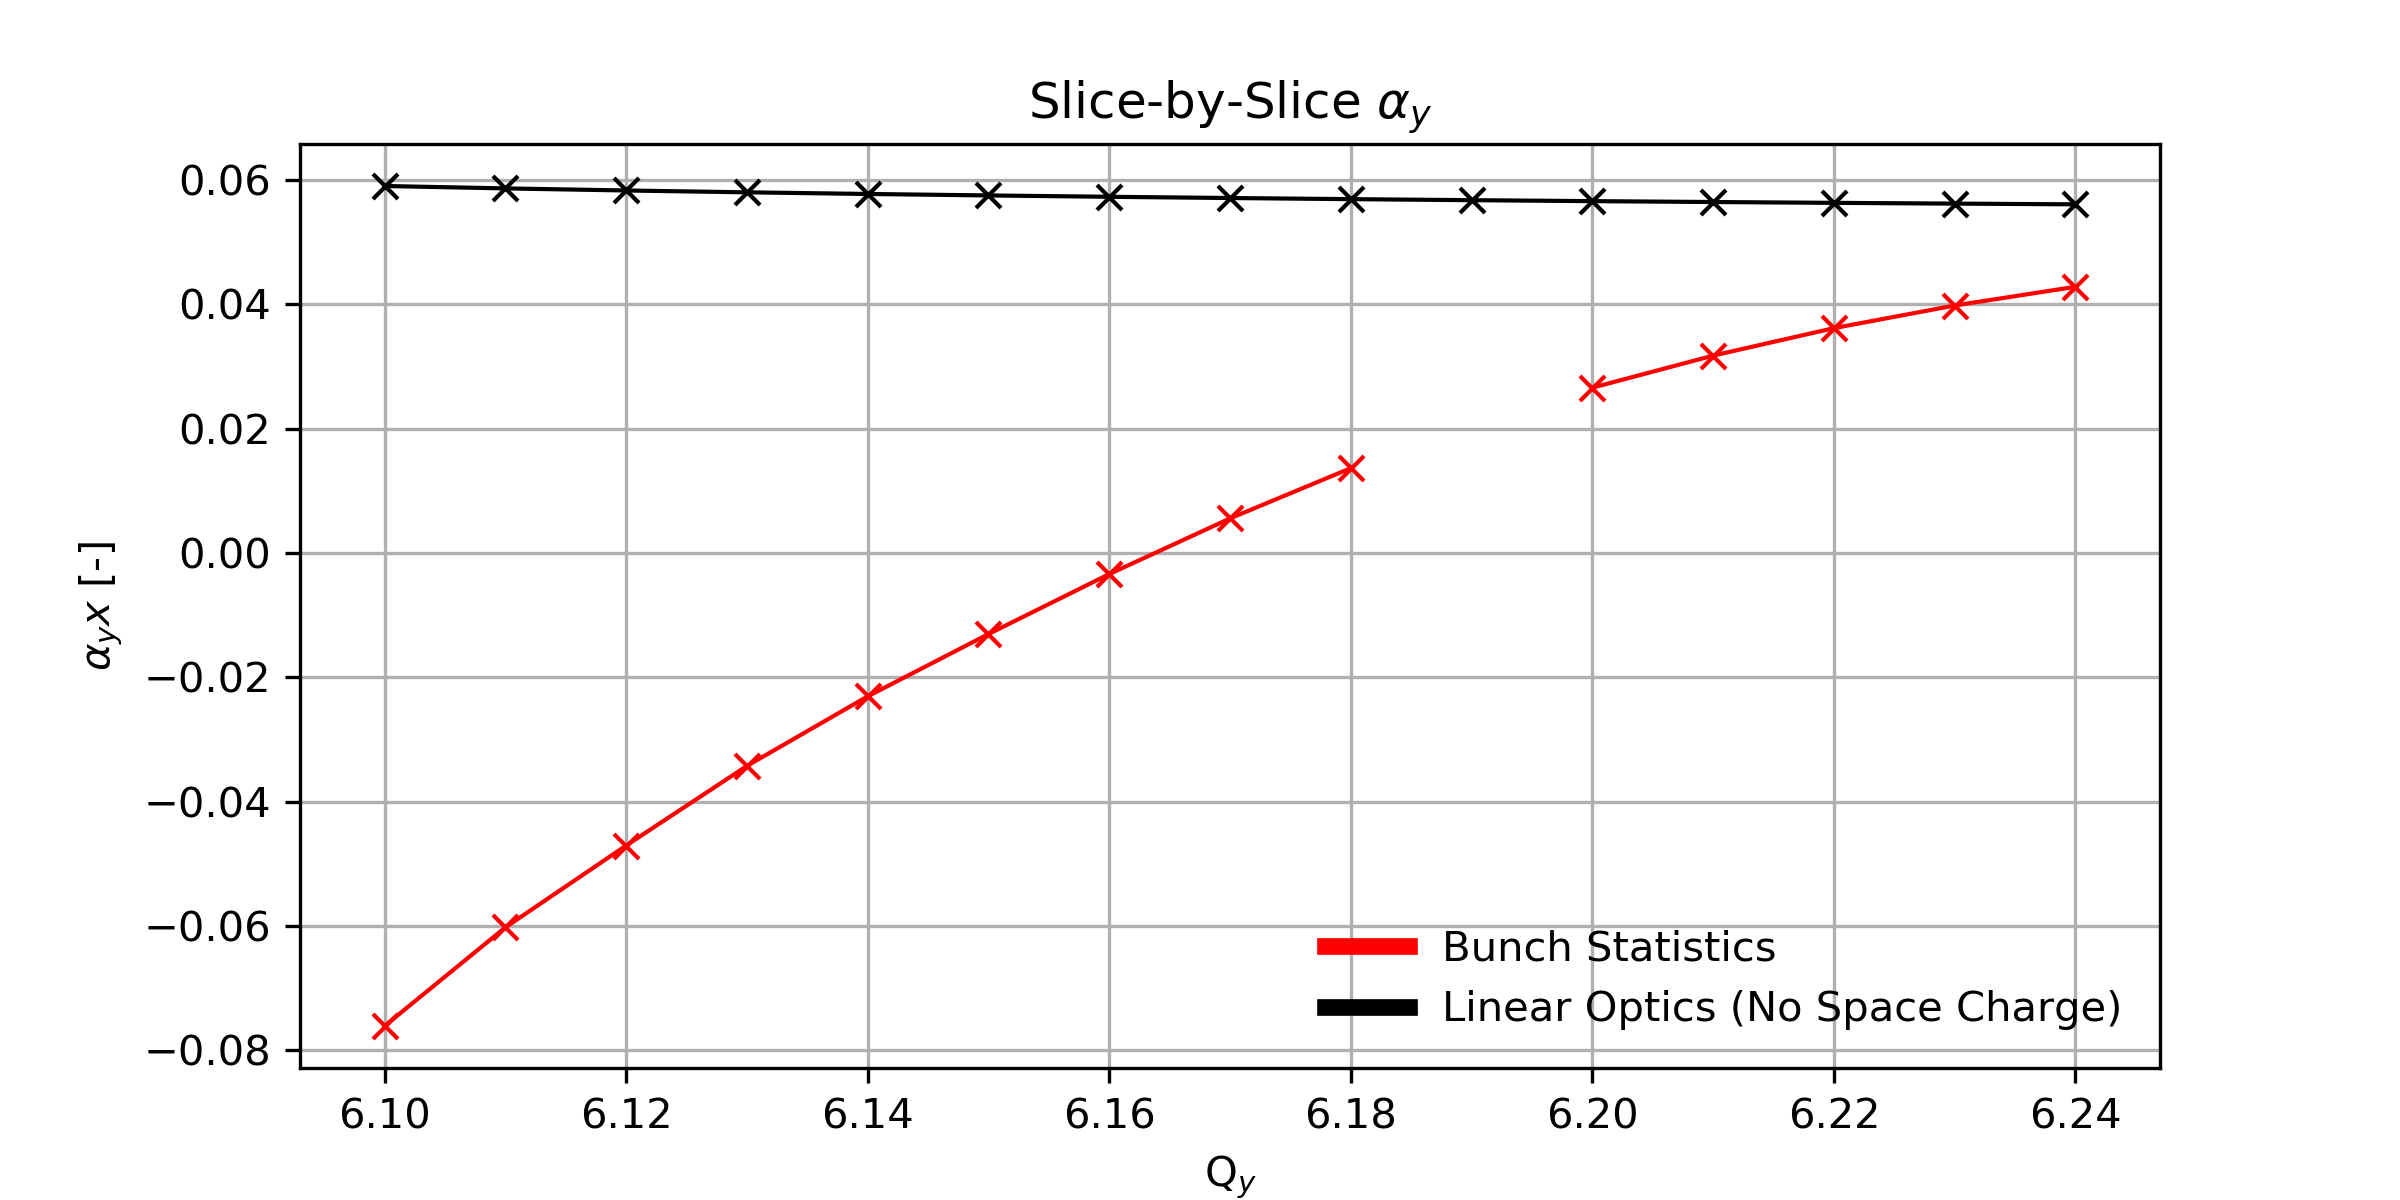 Slice-by-Slice αy
0.06
0.04
0.02
0.00
−0.02
−0.04
−0.06
−0.08
αyx [-]
Bunch Statistics
Linear Optics (No Space Charge)
6.10 6.12 6.14 6.16 6.18 6.20 6.22 6.24
Qy